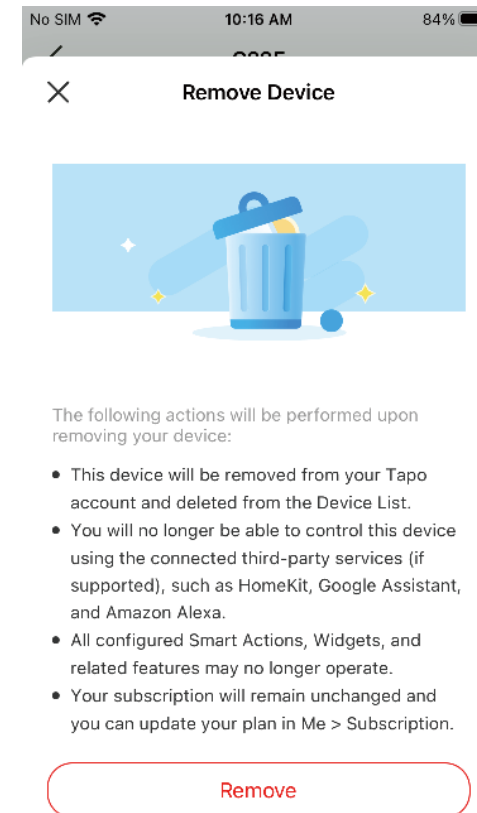 No SIM 10:16 AM 84%
Remove Device
The following actions will be performed upon
removing your device:
• This device will be removed from your Tapo
account and deleted from the Device List.
• You will no longer be able to control this device
using the connected third-party services (if
supported), such as HomeKit, Google Assistant,
and Amazon Alexa.
• All configured Smart Actions, Widgets, and
related features may no longer operate.
• Your subscription will remain unchanged and
you can update your plan in Me > Subscription.
Remove